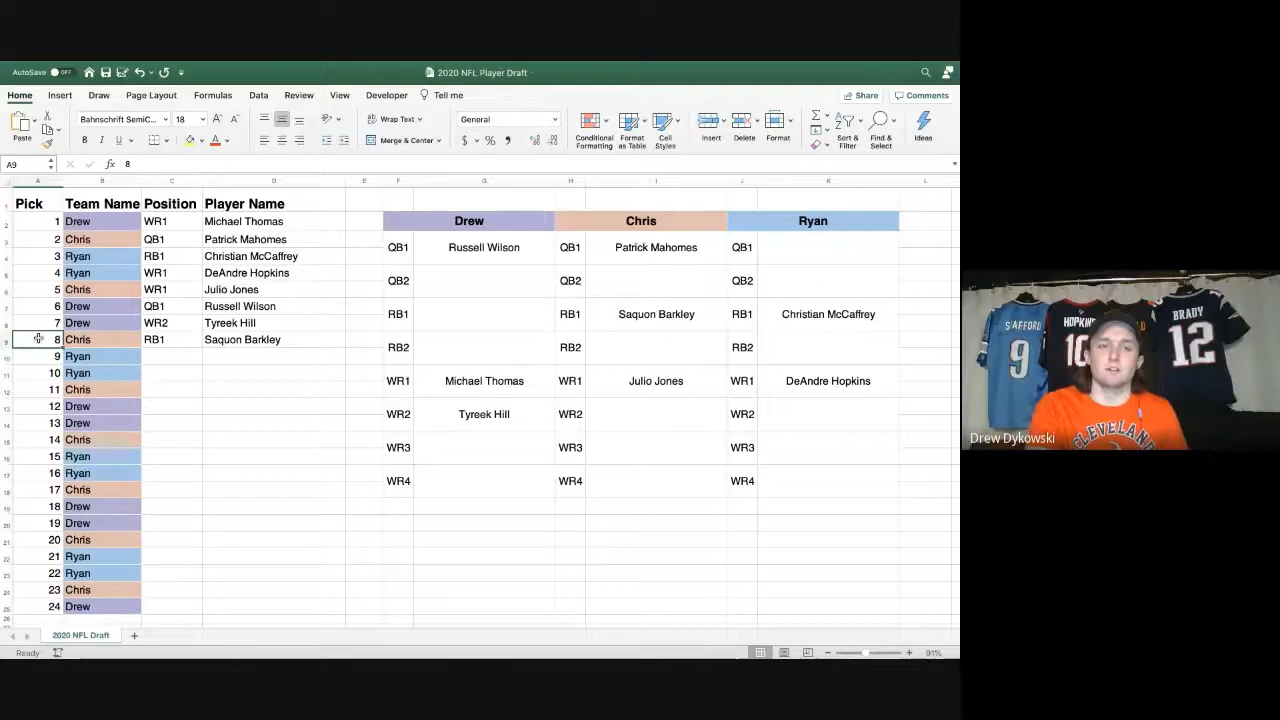 AutoSave OFF
2020 NFL Player Draft
Home Insert Draw Page Layout Formulas Data Review View Developer Tell me
Share Comments
Paste
Bahnschrift SemiC... 18
B I U
Wrap Text
Merge & Center
General
$ % 9
Conditional Formatting
Format as Table
Cell Styles
Insert Delete Format
Sort & Filter
Find & Select
Ideas
A9 fx 8
A B C D E F G H I J K L
Pick Team Name Position Player Name
1 Drew WR1 Michael Thomas
2 Chris QB1 Patrick Mahomes
3 Ryan RB1 Christian McCaffrey
4 Ryan WR1 DeAndre Hopkins
5 Chris WR1 Julio Jones
6 Drew QB1 Russell Wilson
7 Drew WR2 Tyreek Hill
8 Chris RB1 Saquon Barkley
9 Ryan
10 Ryan
11 Chris
12 Drew
13 Drew
14 Chris
15 Ryan
16 Ryan
17 Chris
18 Drew
19 Drew
20 Chris
21 Ryan
22 Ryan
23 Chris
24 Drew
Drew Chris Ryan
QB1 Russell Wilson QB1 Patrick Mahomes QB1
QB2 QB2 QB2
RB1 RB1 Saquon Barkley RB1 Christian McCaffrey
RB2 RB2 RB2
WR1 Michael Thomas WR1 Julio Jones WR1 DeAndre Hopkins
WR2 Tyreek Hill WR2 WR2
WR3 WR3 WR3
WR4 WR4 WR4
2020 NFL Draft
Ready
91%
STAFFORD
9
HOPKINS
10
BRADY
12
CLEVELAND
Drew Dykowski